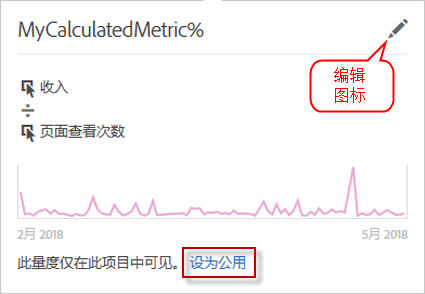 MyCalculatedMetric%
编辑
图标
收入
÷
页面查看次数
2月 2018
5月 2018
此量度仅在此项目中可见。 设为公用